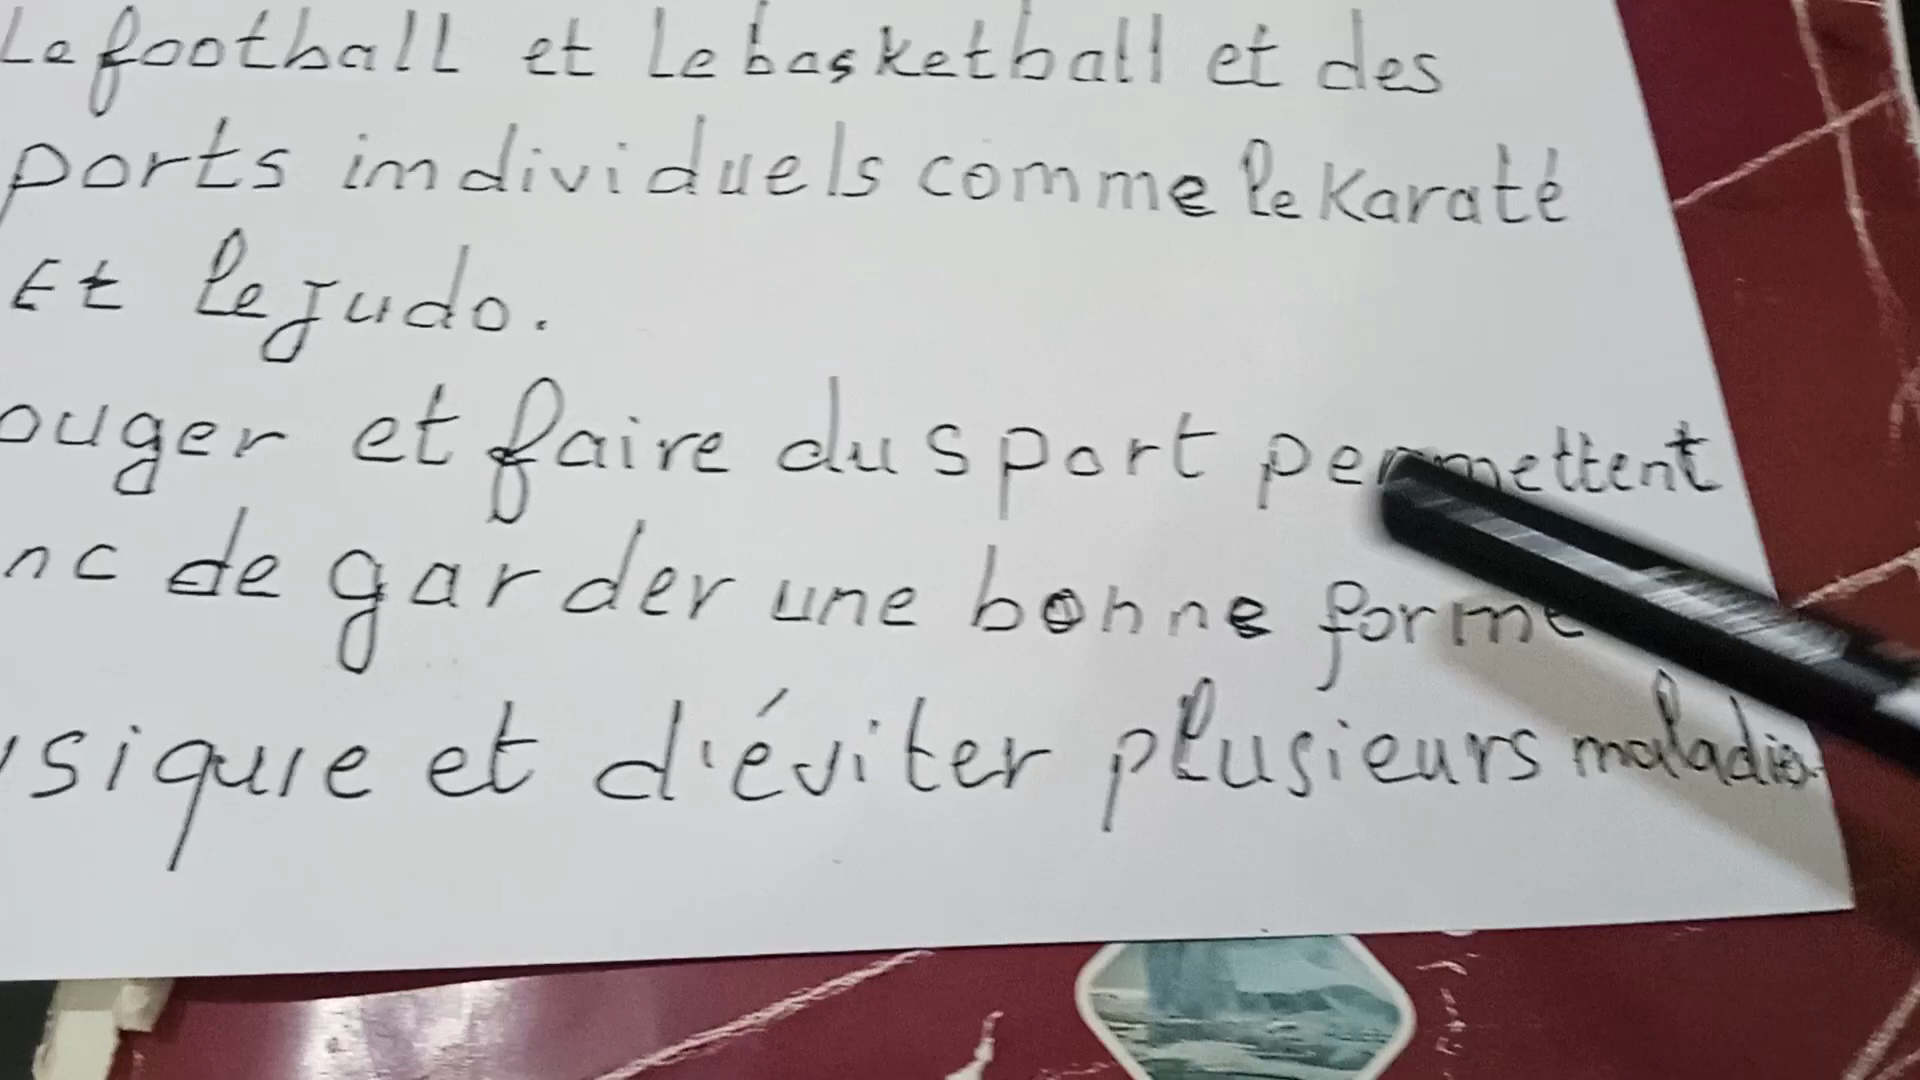 Le football et le basketball et des
ports individuels comme le Karaté
Et le judo.
ouger et faire du sport permettent
nc de garder une bonne forme
sique et d'éviter plusieurs maladies.